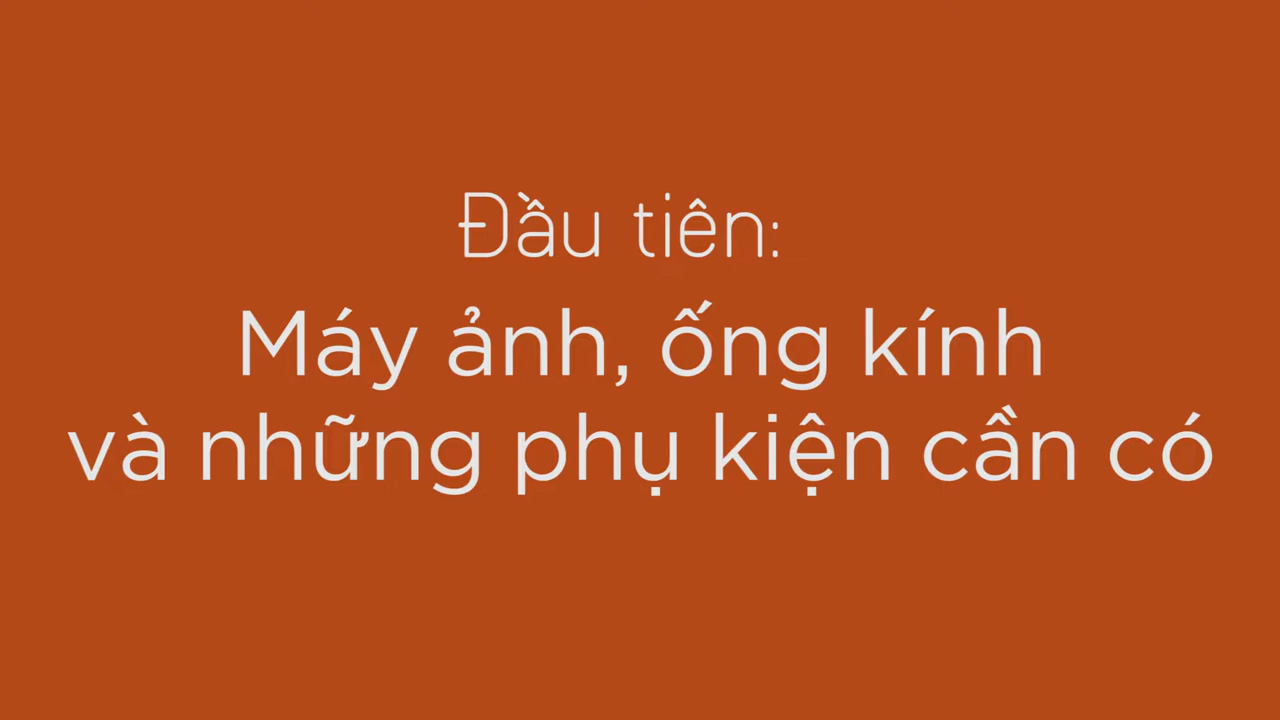 Đầu tiên:
Máy ảnh, ống kính
và những phụ kiện cần có